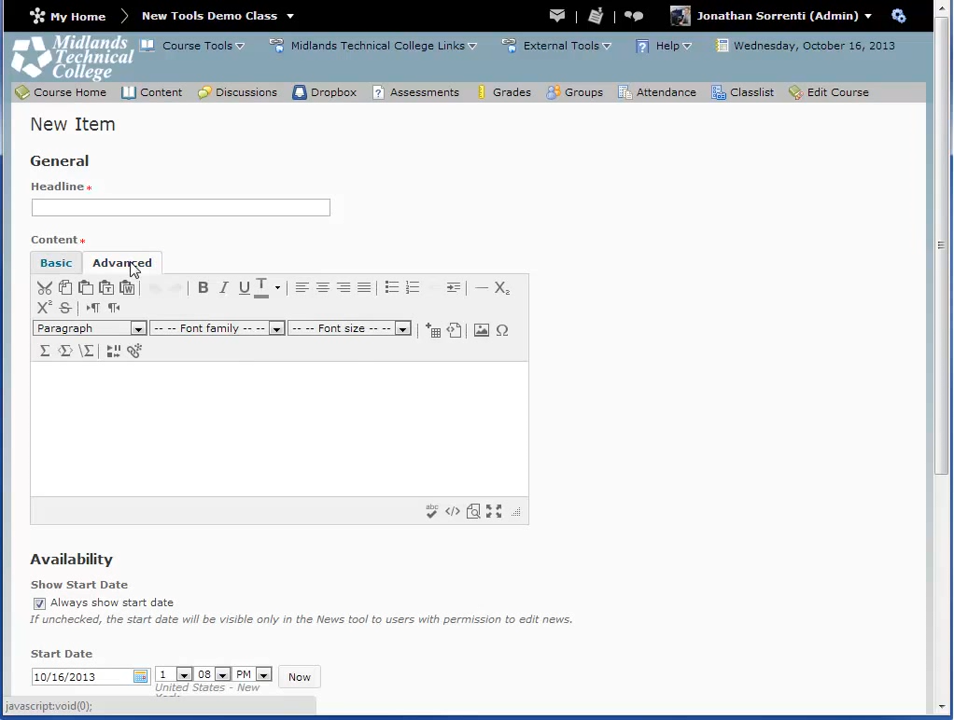 My Home New Tools Demo Class Jonathan Sorrenti (Admin)
Midlands Technical College Course Tools Midlands Technical College Links External Tools Help Wednesday, October 16, 2013
Course Home Content Discussions Dropbox Assessments Grades Groups Attendance Classlist Edit Course
New Item
General
Headline *
Content *
Basic Advanced
B I U T X₂
X² S
Paragraph -- -- Font family -- -- -- -- Font size -- -- Ω
Σ Σ Σ
abc </>
Availability
Show Start Date
Always show start date
If unchecked, the start date will be visible only in the News tool to users with permission to edit news.
Start Date
10/16/2013 1 08 PM Now
United States - New
javascript:void(0);